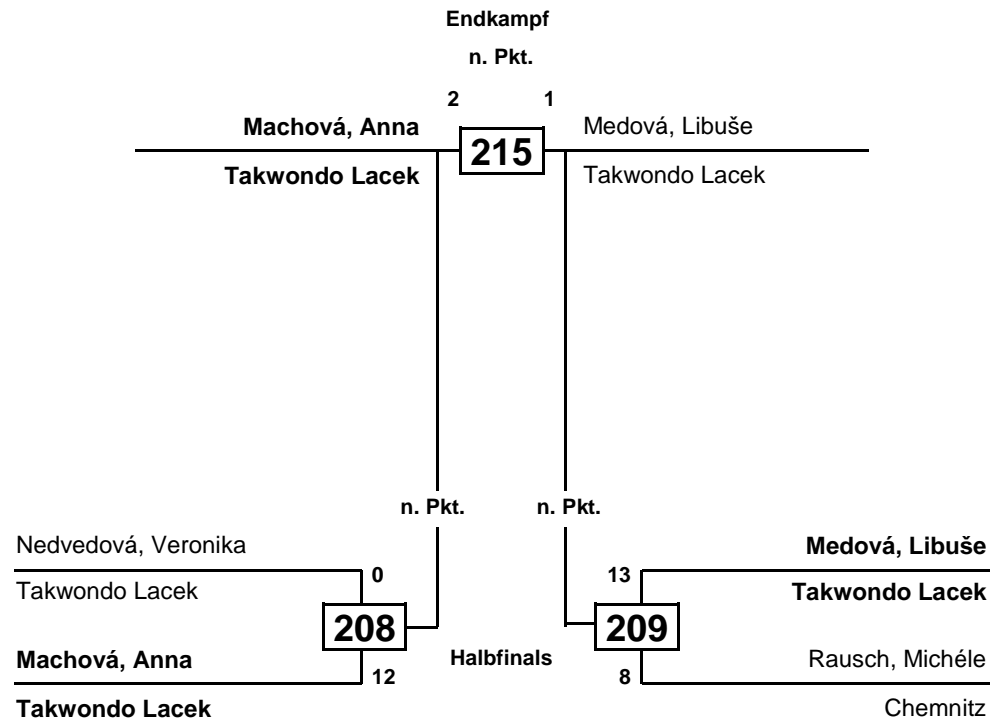 Endkampf
n. Pkt.
2 1
Machová, Anna Medová, Libuše
215
Takwondo Lacek Takwondo Lacek
n. Pkt. n. Pkt.
Nedvedová, Veronika Medová, Libuše
0 13
Takwondo Lacek Takwondo Lacek
208 209
Machová, Anna Halbfinals Rausch, Michéle
12 8
Takwondo Lacek Chemnitz